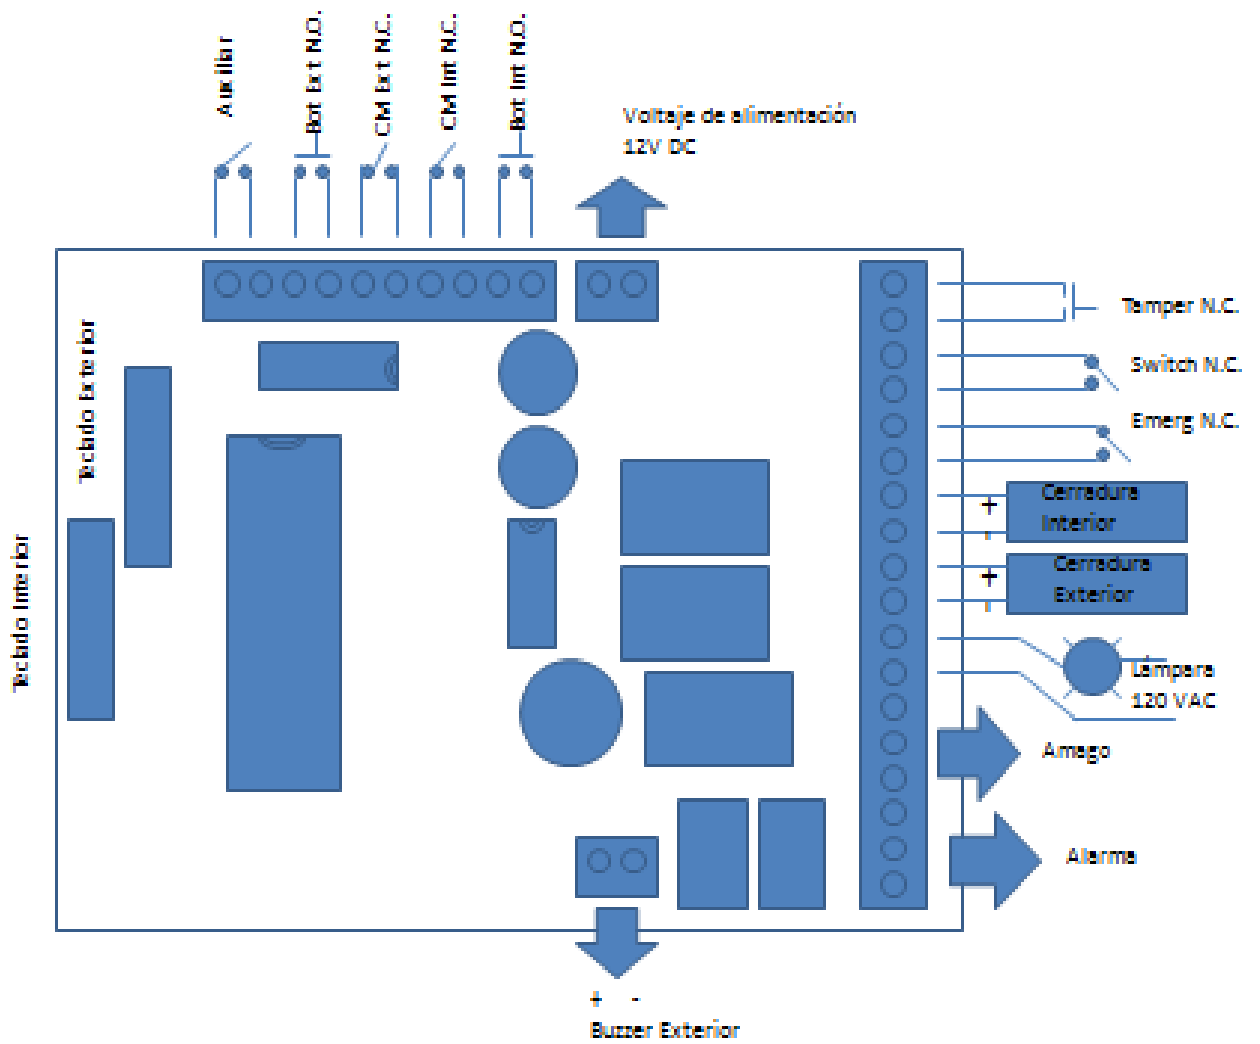 Auxiliar
Bot Ext N.O.
CM Ext N.C.
CM Int N.C.
Bot Int N.O.
Voltaje de alimentación
12V DC
Tamper N.C.
Switch N.C.
Emerg N.C.
+
Cerradura
Interior
-
+
Cerradura
Exterior
-
Lámpara
120 VAC
Amago
Alarma
Teclado Exterior
Teclado Interior
+ -
Buzzer Exterior